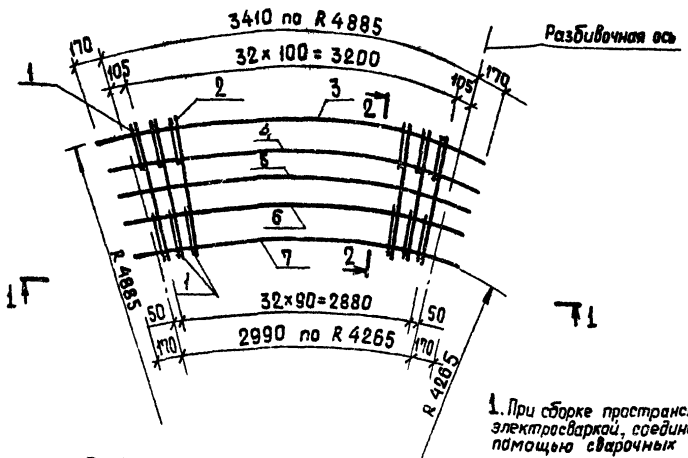 3410 по R 4885
Разбивочная ось
170
32 × 100 = 3200
170
105
105
1
2
3
2
4
5
6
7
2
R 4885
1
1
1
32×90=2880
50
50
2990 по R 4265
170
170
R 4265
1. При сборке пространс
электросваркой, соедин
помощью сварочных